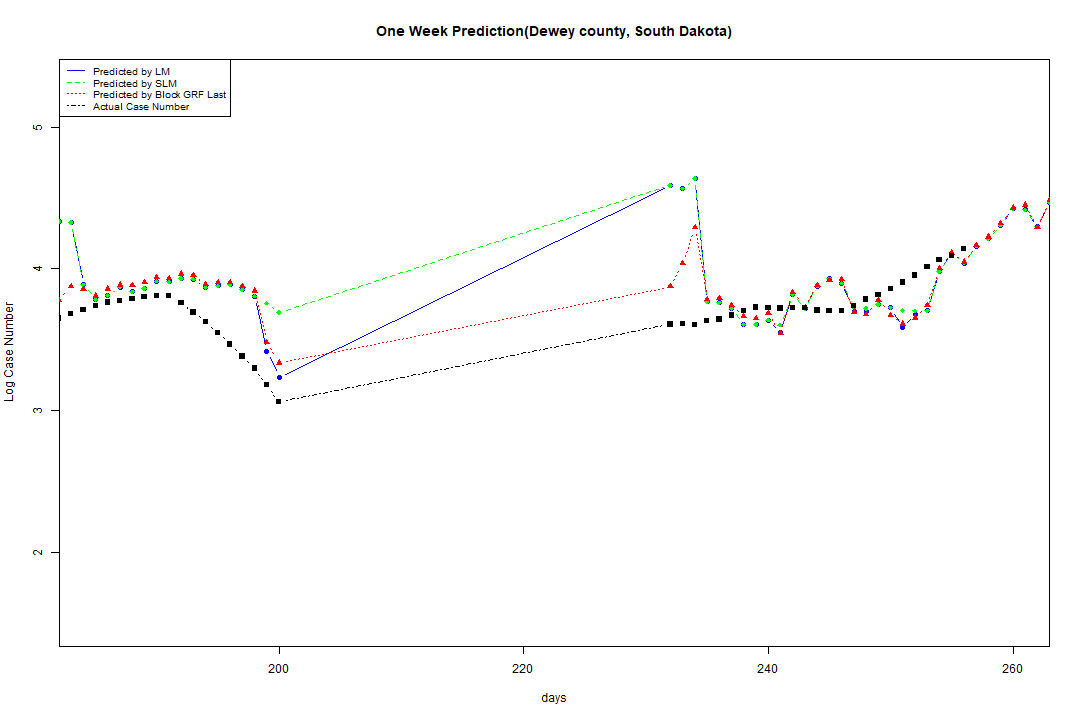 One Week Prediction(Dewey county, South Dakota)
Predicted by LM
Predicted by SLM
Predicted by Block GRF Last
Actual Case Number
5
4
3
2
Log Case Number
200
220
240
260
days